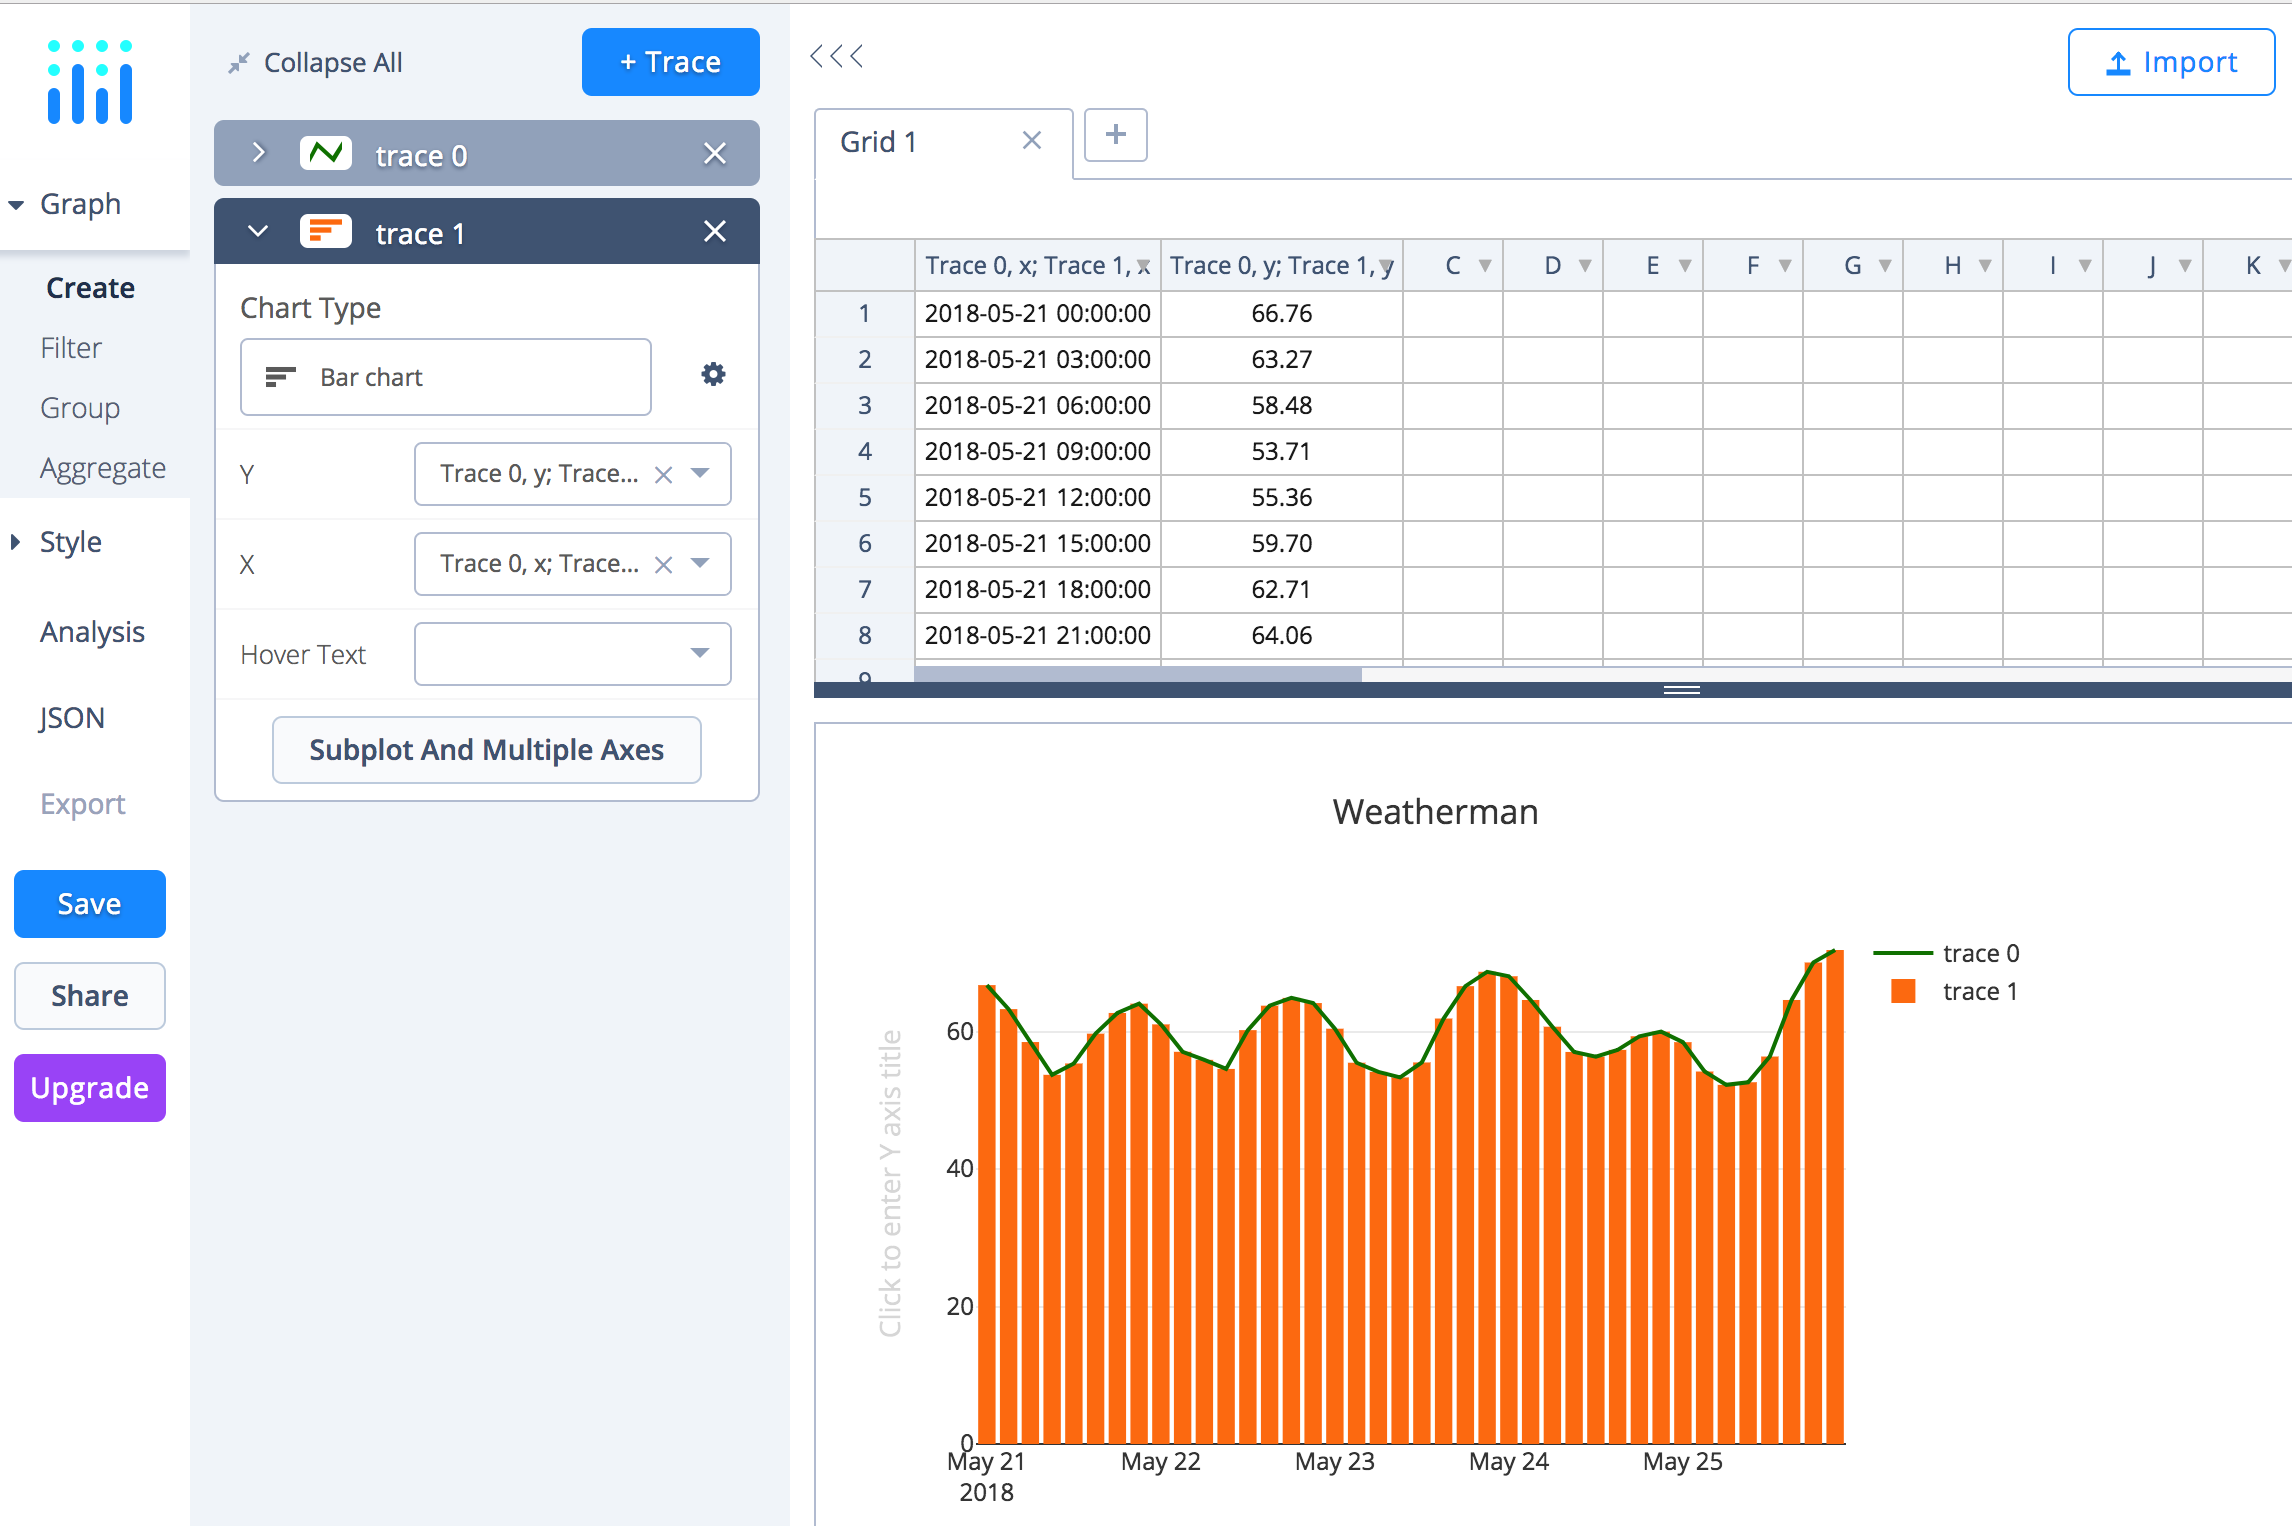 Collapse All
+ Trace
trace 0
trace 1
Graph
Create
Filter
Group
Aggregate
Style
Analysis
JSON
Export
Save
Share
Upgrade
Chart Type
Bar chart
Y
Trace 0, y; Trace...
X
Trace 0, x; Trace...
Hover Text
Subplot And Multiple Axes
Import
Grid 1
+
Trace 0, x; Trace 1, x Trace 0, y; Trace 1, y C D E F G H I J K
1 2018-05-21 00:00:00 66.76
2 2018-05-21 03:00:00 63.27
3 2018-05-21 06:00:00 58.48
4 2018-05-21 09:00:00 53.71
5 2018-05-21 12:00:00 55.36
6 2018-05-21 15:00:00 59.70
7 2018-05-21 18:00:00 62.71
8 2018-05-21 21:00:00 64.06
9
Weatherman
trace 0
trace 1
Click to enter Y axis title
60
40
20
0
May 21 May 22 May 23 May 24 May 25
2018